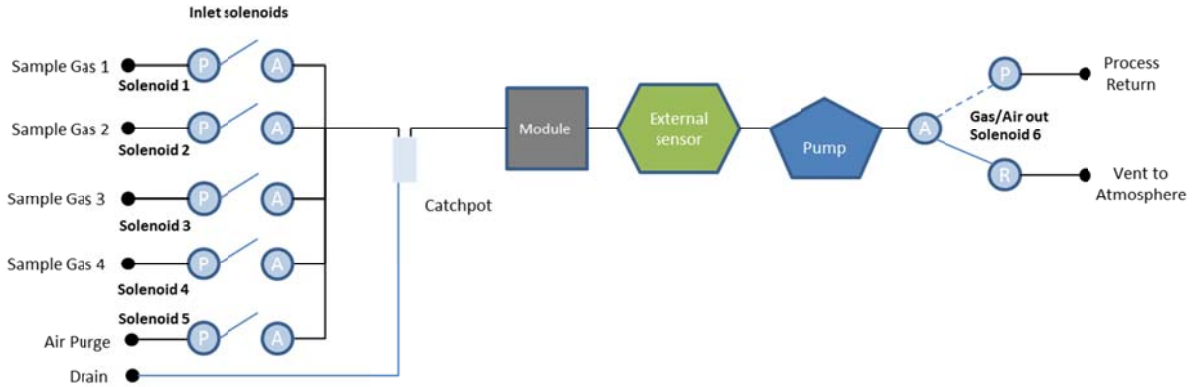 Inlet solenoids
Sample Gas 1
P
A
Solenoid 1
Sample Gas 2
P
A
Solenoid 2
Sample Gas 3
P
A
Solenoid 3
Sample Gas 4
P
A
Solenoid 4
Solenoid 5
Air Purge
P
A
Drain
Catchpot
Module
External
sensor
Pump
A
P
Process
Return
Gas/Air out
Solenoid 6
R
Vent to
Atmosphere